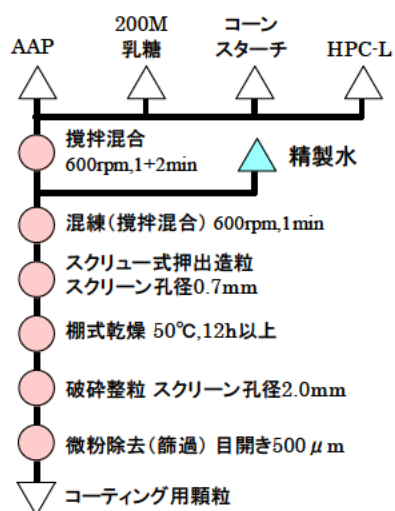 AAP
200M
乳糖
コーン
スターチ
HPC-L
攪拌混合
600rpm,1+2min
精製水
混練(攪拌混合) 600rpm,1min
スクリュー式押出造粒
スクリーン孔径0.7mm
棚式乾燥 50℃,12h以上
破砕整粒 スクリーン孔径2.0mm
微粉除去(篩過) 目開き500μm
コーティング用顆粒